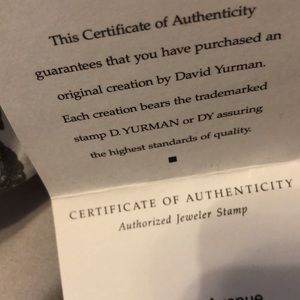 This Certificate of Authenticity
guarantees that you have purchased an
original creation by David Yurman.
Each creation bears the trademarked
stamp D. YURMAN or DY assuring
the highest standards of quality.
CERTIFICATE OF AUTHENTICITY
Authorized Jeweler Stamp